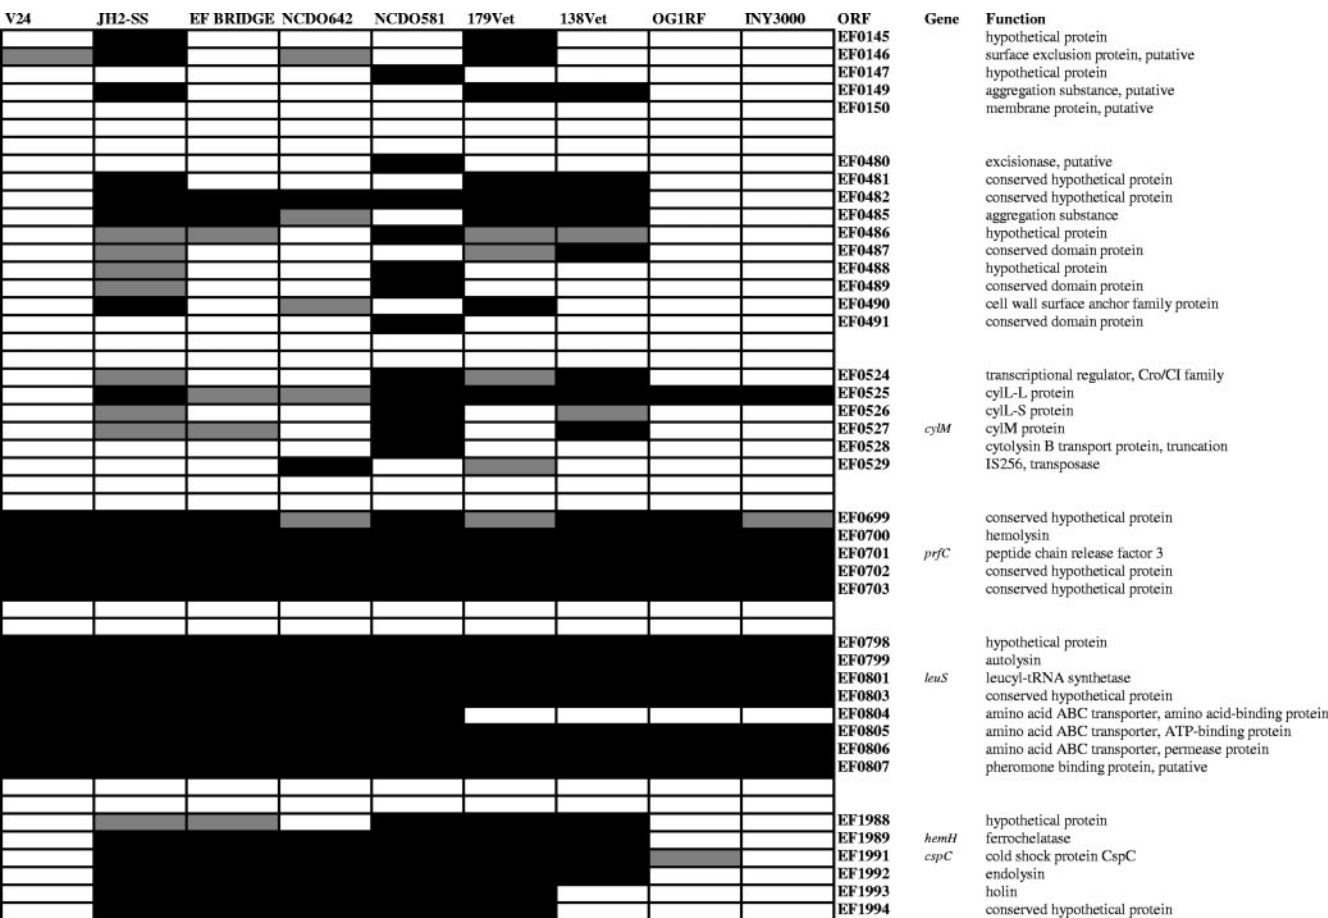 V24 JH2-SS EF BRIDGE NCDO642 NCDO581 179Vet 138Vet OG1RF INY3000 ORF Gene Function
EF0145 hypothetical protein
EF0146 surface exclusion protein, putative
EF0147 hypothetical protein
EF0149 aggregation substance, putative
EF0150 membrane protein, putative
EF0480 excisionase, putative
EF0481 conserved hypothetical protein
EF0482 conserved hypothetical protein
EF0485 aggregation substance
EF0486 hypothetical protein
EF0487 conserved domain protein
EF0488 hypothetical protein
EF0489 conserved domain protein
EF0490 cell wall surface anchor family protein
EF0491 conserved domain protein
EF0524 transcriptional regulator, Cro/CI family
EF0525 cylL-L protein
EF0526 cylL-S protein
EF0527 cylM cylM protein
EF0528 cytolysin B transport protein, truncation
EF0529 IS256, transposase
EF0699 conserved hypothetical protein
EF0700 hemolysin
EF0701 prfC peptide chain release factor 3
EF0702 conserved hypothetical protein
EF0703 conserved hypothetical protein
EF0798 hypothetical protein
EF0799 autolysin
EF0801 leuS leucyl-tRNA synthetase
EF0803 conserved hypothetical protein
EF0804 amino acid ABC transporter, amino acid-binding protein
EF0805 amino acid ABC transporter, ATP-binding protein
EF0806 amino acid ABC transporter, permease protein
EF0807 pheromone binding protein, putative
EF1988 hypothetical protein
EF1989 hemH ferrochelatase
EF1991 cspC cold shock protein CspC
EF1992 endolysin
EF1993 holin
EF1994 conserved hypothetical protein